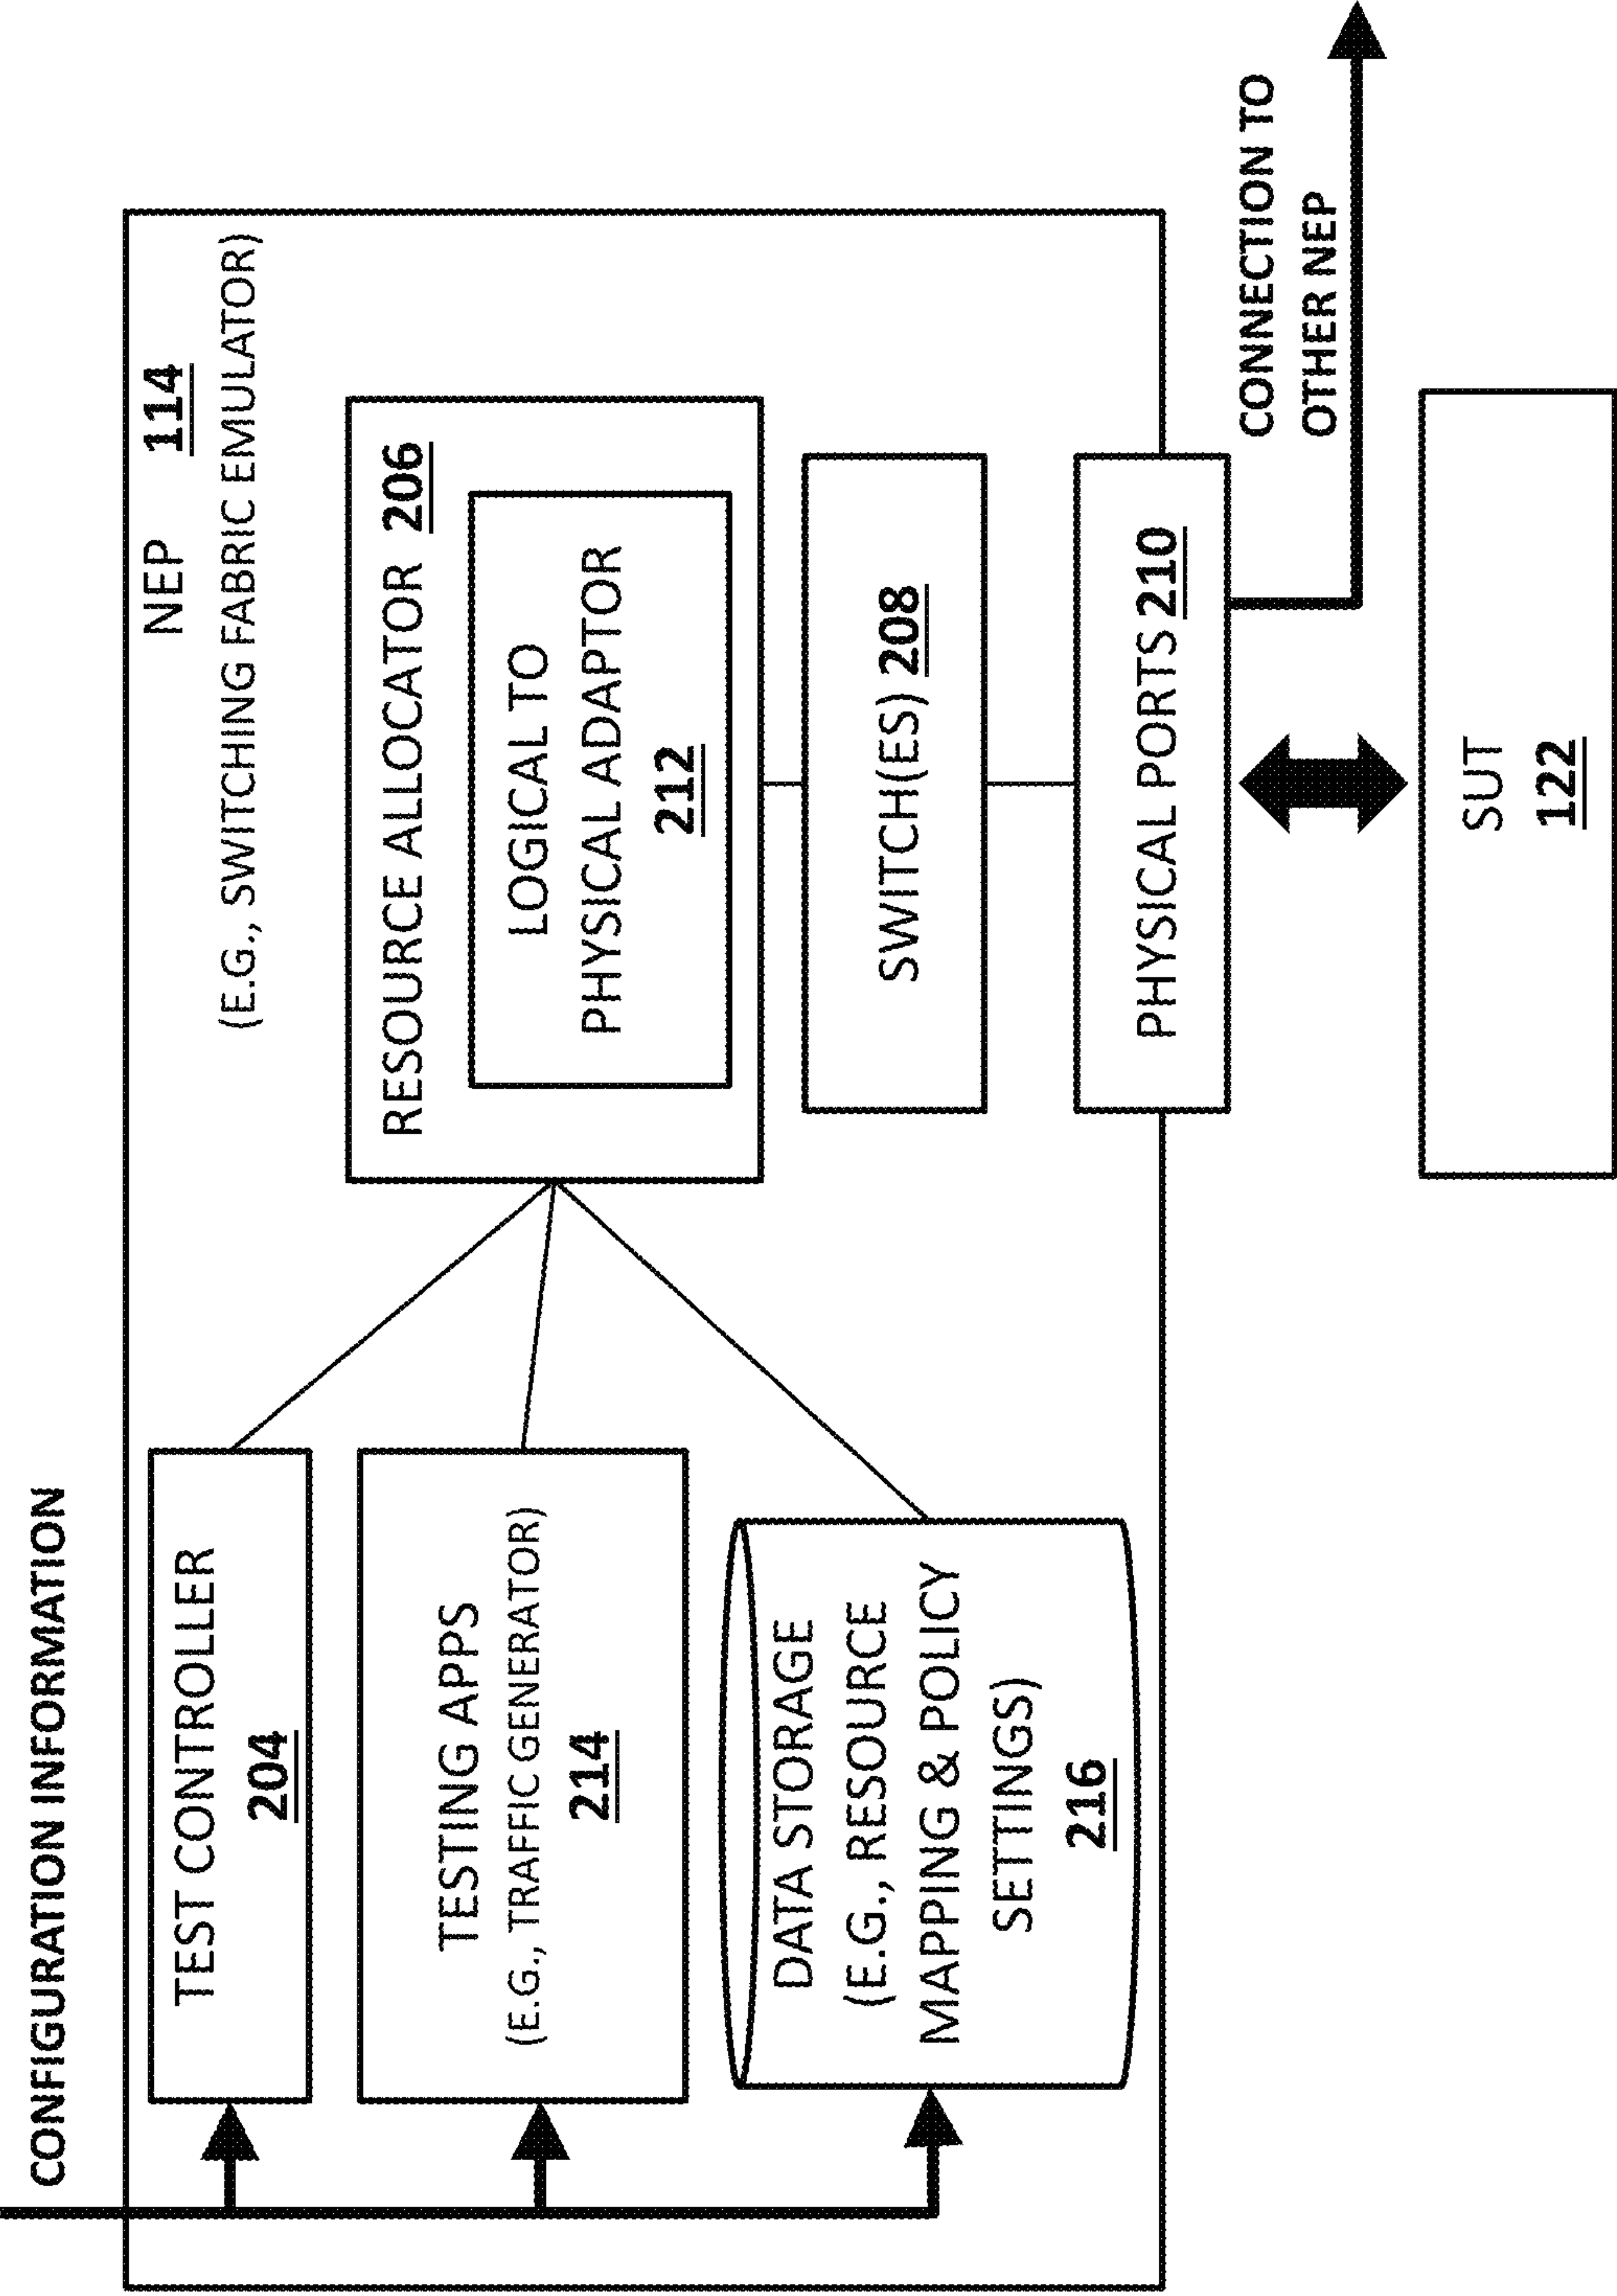 CONFIGURATION INFORMATION
NEP 114
(E.G., SWITCHING FABRIC EMULATOR)
TEST CONTROLLER
204
TESTING APPS
(E.G., TRAFFIC GENERATOR)
214
DATA STORAGE
(E.G., RESOURCE
MAPPING & POLICY
SETTINGS)
216
RESOURCE ALLOCATOR 206
LOGICAL TO
PHYSICAL ADAPTOR
212
SWITCH(ES) 208
PHYSICAL PORTS 210
CONNECTION TO
OTHER NEP
SUT
122